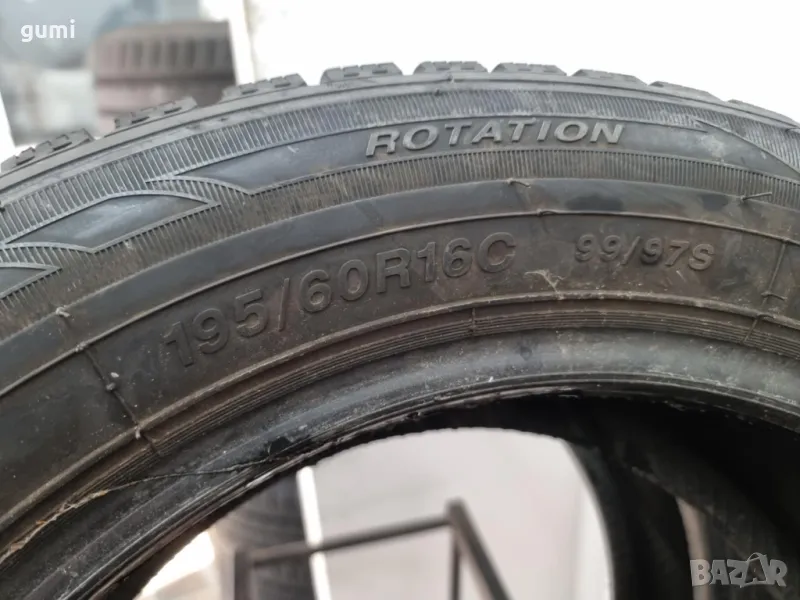 gumi
ROTATION
195/60R16C 99/97S
BAZAR